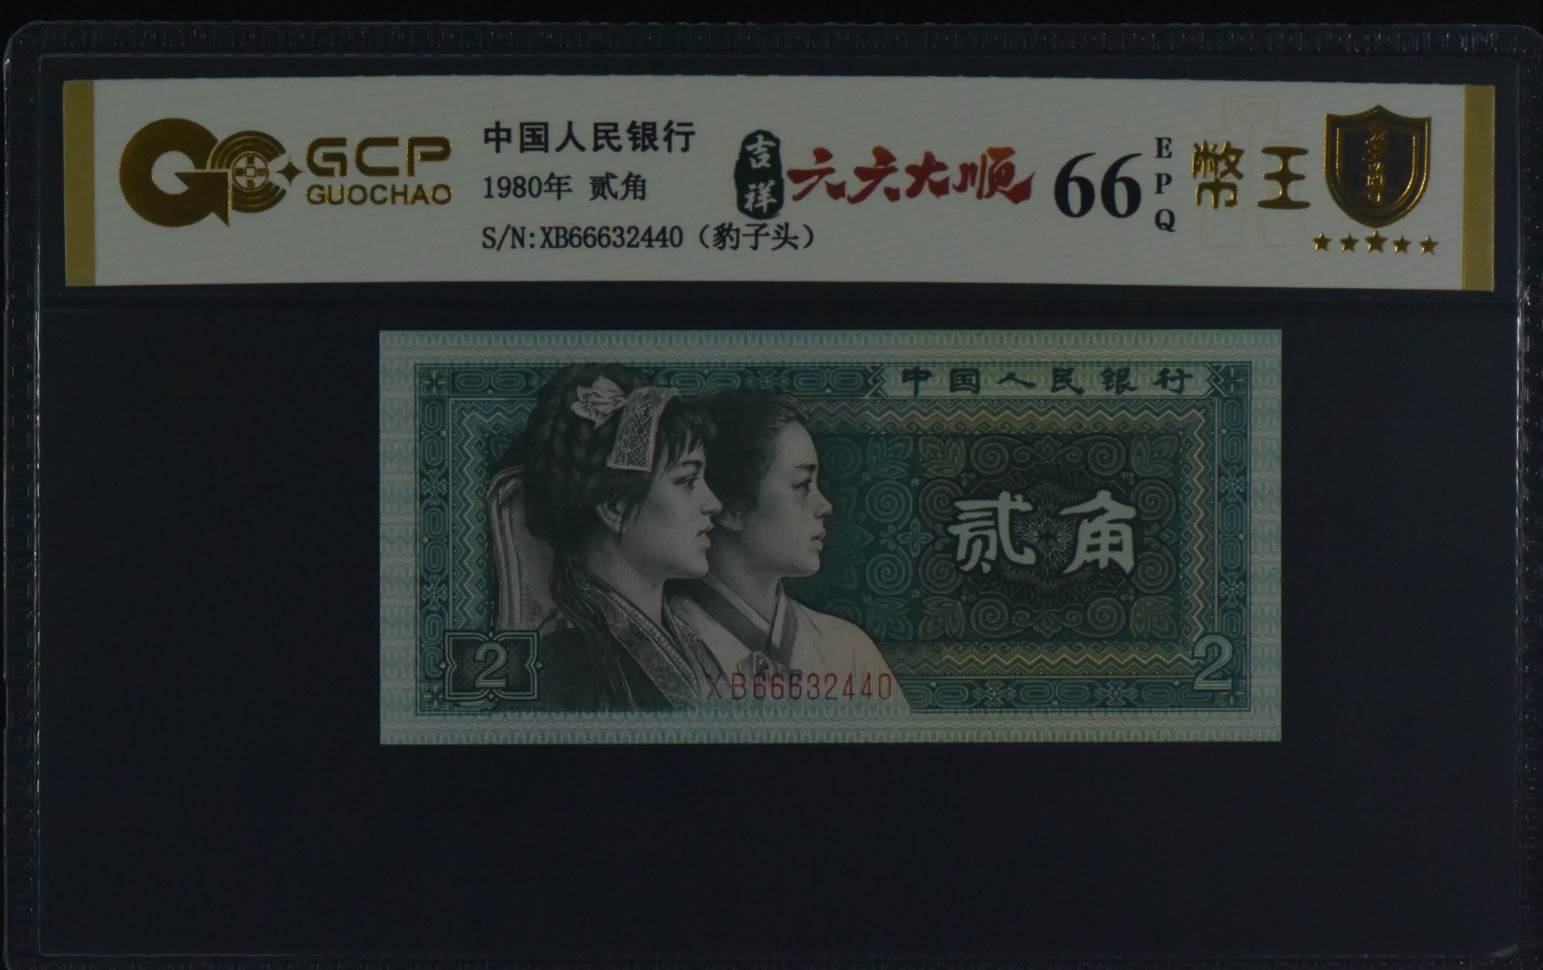 GCP
GUOCHAO
中国人民银行
1980年 贰角
S/N:XB66632440（豹子头）
吉祥
六六大顺
66
EPQ
幣王
中国人民银行
贰角
2
2
XB66632440